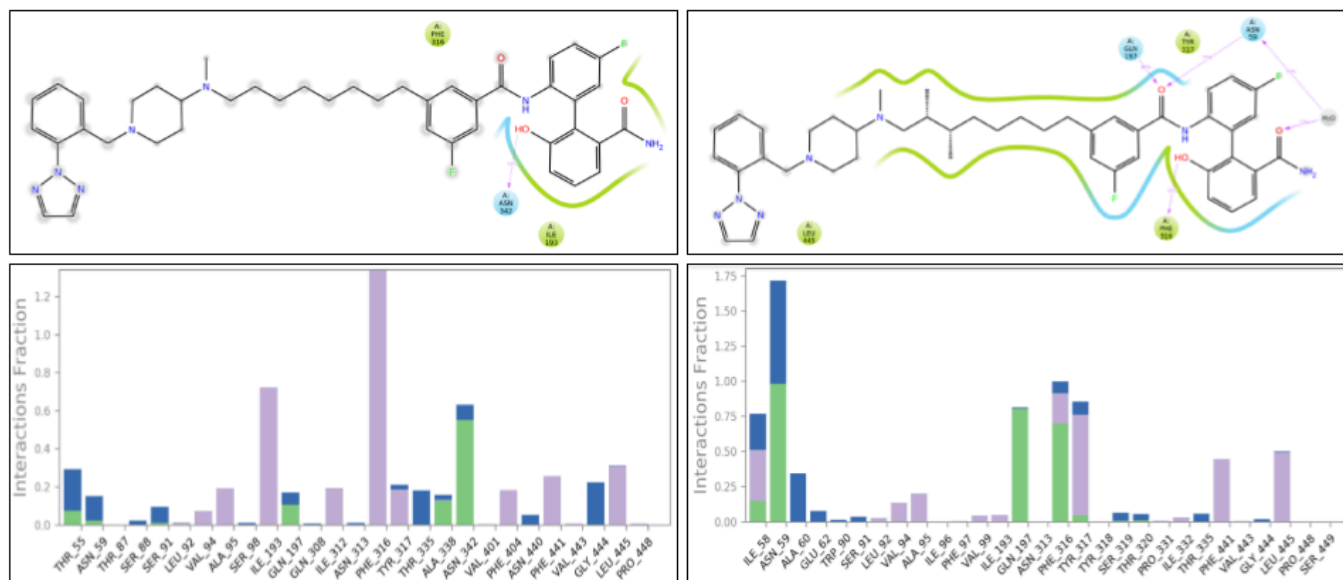 A:
PHE
316
O
N
H
O
NH2
HO
F
N
N
N
N
N
A:
ASN
342
A:
ILE
193
A:
GLN
197
A:
ASN
59
O
N
H
O
NH2
HO
F
N
N
N
N
N
A:
PHE
A:
LEU
Interactions Fraction
1.2
1.0
0.8
0.6
0.4
0.2
0.0
THR_55 ASN_59 THR_87 SER_88 SER_91 LEU_92 VAL_94 ALA_95 SER_98 ILE_193 GLN_197 GLN_308 ILE_312 ASN_313 PHE_316 TYR_317 THR_335 ALA_338 ASN_342 VAL_401 PHE_404 ASN_440 PHE_441 VAL_443 GLY_444 LEU_445 PRO_448
Interactions Fraction
1.75
1.50
1.25
1.00
0.75
0.50
0.25
0.00
ILE_58 ASN_59 ALA_60 GLU_62 TRP_90 SER_91 LEU_92 VAL_94 ALA_95 ILE_96 PHE_97 VAL_99 ILE_193 GLN_197 ASN_313 PHE_316 TYR_317 TYR_318 SER_319 THR_320 PRO_331 ILE_332 THR_335 PHE_441 VAL_443 GLY_444 LEU_445 PRO_448 SER_449